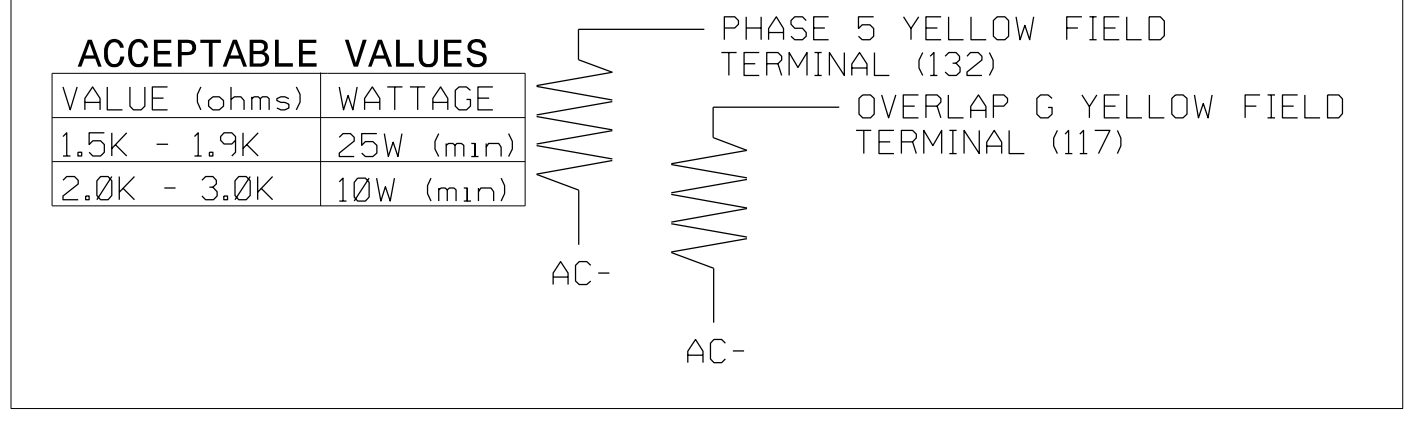 ACCEPTABLE VALUES
VALUE (ohms) WATTAGE
1.5K - 1.9K 25W (min)
2.0K - 3.0K 10W (min)
PHASE 5 YELLOW FIELD
TERMINAL (132)
AC-
OVERLAP G YELLOW FIELD
TERMINAL (117)
AC-